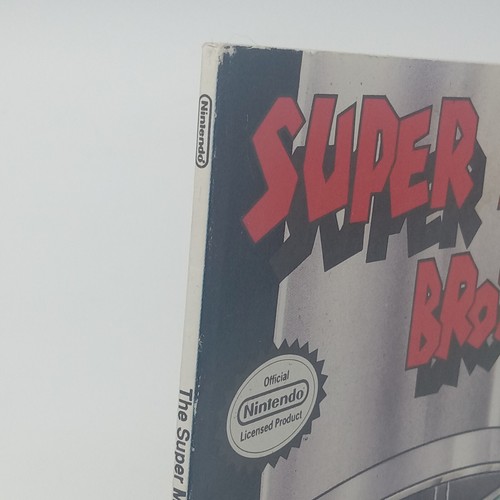 Nintendo
SUPER
BRO
Official
Nintendo
Licensed Product
The Super M